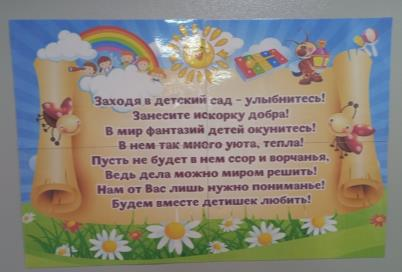 Заходя в детский сад - улыбнитесь!
Занесите искорку добра!
В мир фантазий детей окунитесь!
В нем так много уюта, тепла!
Пусть не будет в нем ссор и ворчанья,
Ведь дела можно миром решить!
Нам от Вас лишь нужно пониманье!
Будем вместе детишек любить!